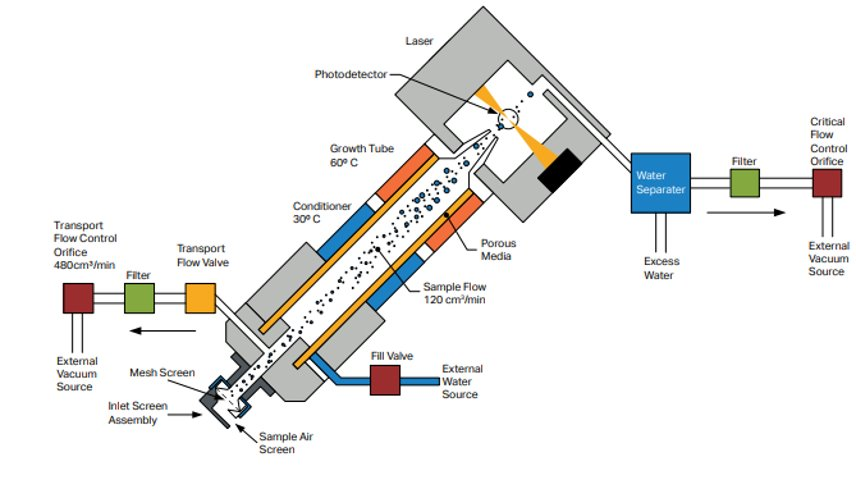 Laser
Photodetector
Growth Tube
60º C
Conditioner
30º C
Transport
Flow Control
Orifice
480cm³/min
Filter
Transport
Flow Valve
External
Vacuum
Source
Mesh Screen
Inlet Screen
Assembly
Sample Air
Screen
Fill Valve
External
Water
Source
Sample Flow
120 cm³/min
Porous
Media
Water
Separater
Excess
Water
Filter
Critical
Flow
Control
Orifice
External
Vacuum
Source